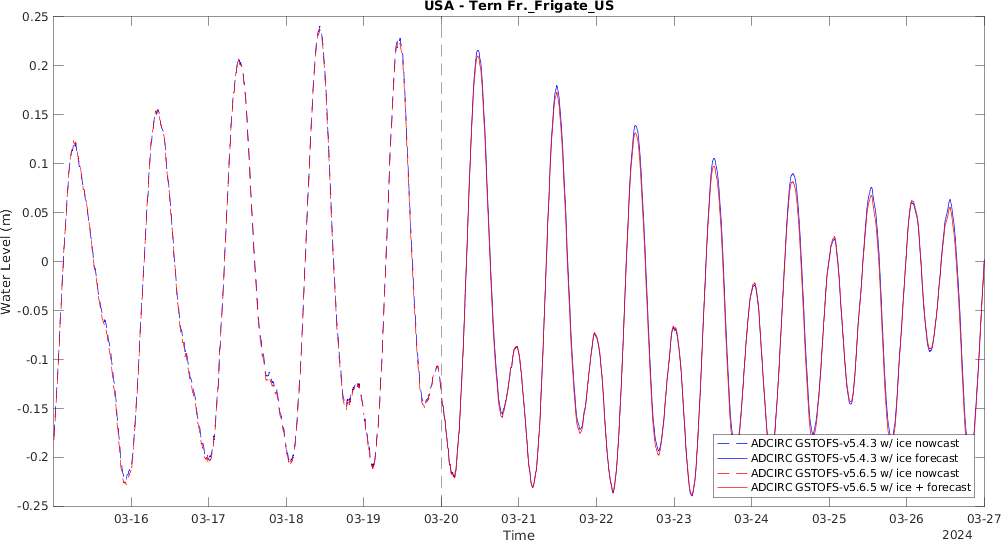 USA - Tern Fr._Frigate_US
0.25
0.2
0.15
0.1
0.05
0
-0.05
-0.1
-0.15
-0.2
-0.25
Water Level (m)
ADCIRC GSTOFS-v5.4.3 w/ ice nowcast
ADCIRC GSTOFS-v5.4.3 w/ ice forecast
ADCIRC GSTOFS-v5.6.5 w/ ice nowcast
ADCIRC GSTOFS-v5.6.5 w/ ice + forecast
03-16 03-17 03-18 03-19 03-20 03-21 03-22 03-23 03-24 03-25 03-26 03-27
Time
2024